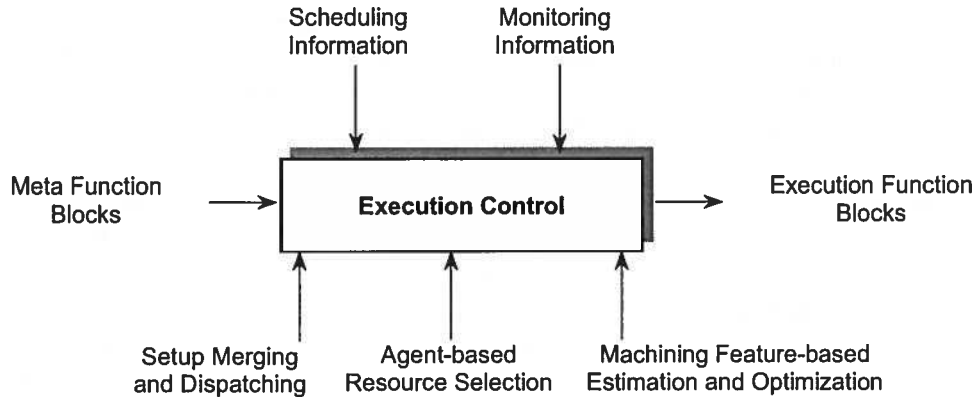 Scheduling
Information
Monitoring
Information
Meta Function
Blocks
Execution Control
Execution Function
Blocks
Setup Merging
and Dispatching
Agent-based
Resource Selection
Machining Feature-based
Estimation and Optimization